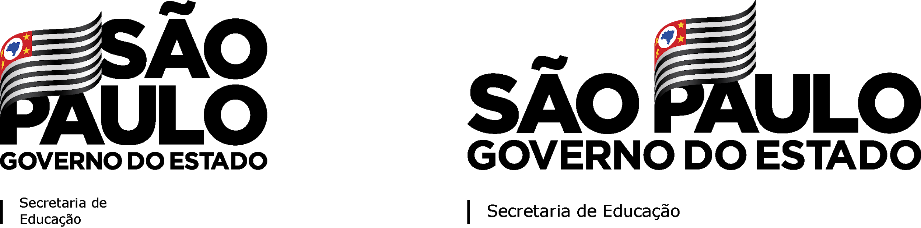 SÃO
PAULO
GOVERNO DO ESTADO
Secretaria de
Educação
SÃO PAULO
GOVERNO DO ESTADO
Secretaria de Educação